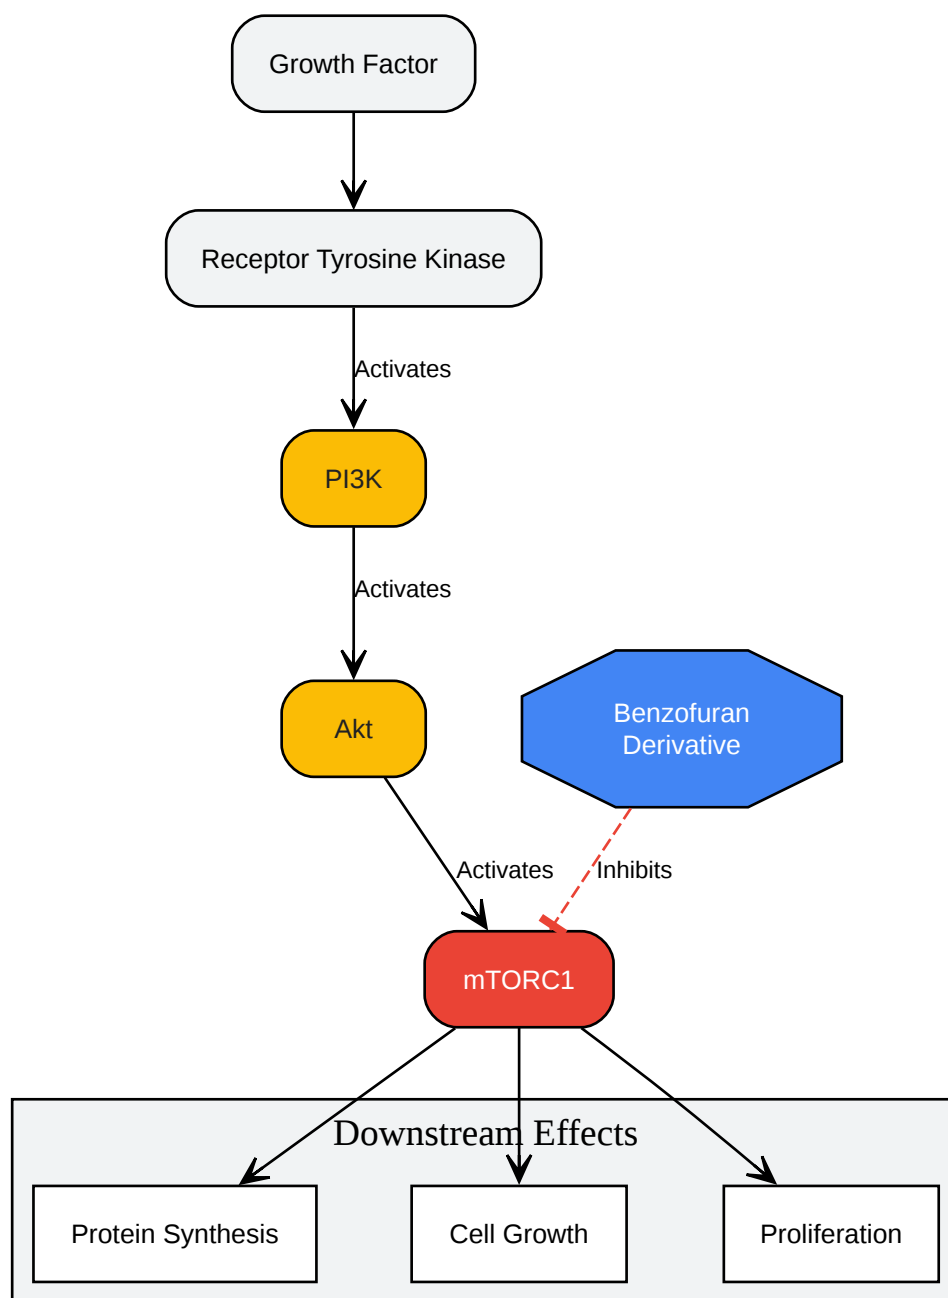 Growth Factor
Receptor Tyrosine Kinase
Activates
PI3K
Activates
Akt
Benzofuran
Derivative
Activates
Inhibits
mTORC1
Downstream Effects
Protein Synthesis
Cell Growth
Proliferation